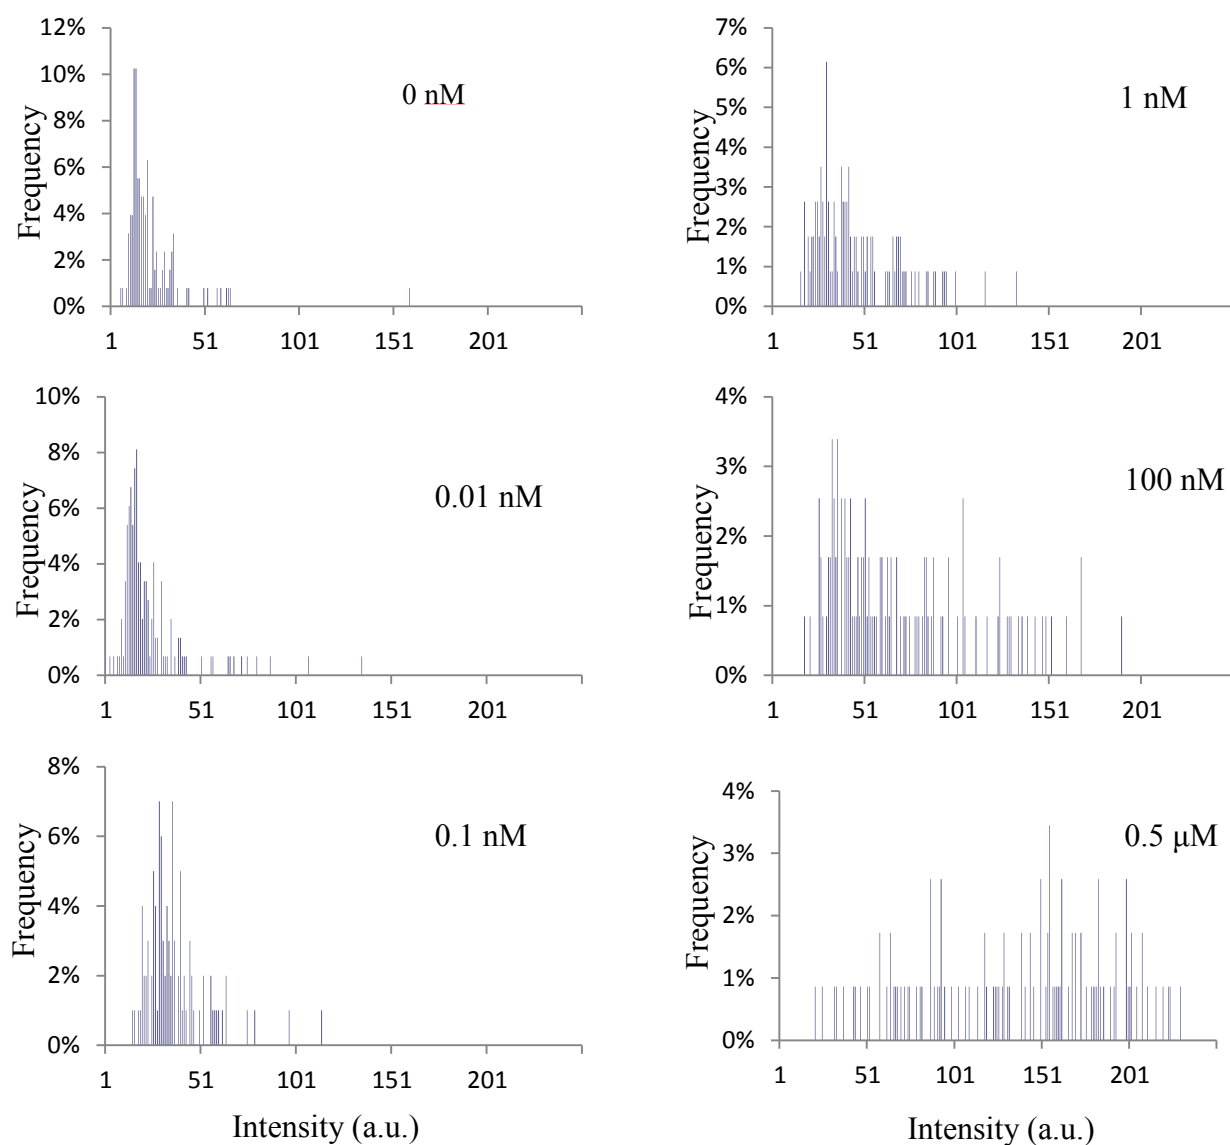 12%
10%
8%
6%
4%
2%
0%
Frequency
0 nM
1 51 101 151 201
7%
6%
5%
4%
3%
2%
1%
0%
Frequency
1 nM
1 51 101 151 201
10%
8%
6%
4%
2%
0%
Frequency
0.01 nM
1 51 101 151 201
4%
3%
2%
1%
0%
Frequency
100 nM
1 51 101 151 201
8%
6%
4%
2%
0%
Frequency
0.1 nM
1 51 101 151 201
Intensity (a.u.)
4%
3%
2%
1%
0%
Frequency
0.5 μM
1 51 101 151 201
Intensity (a.u.)